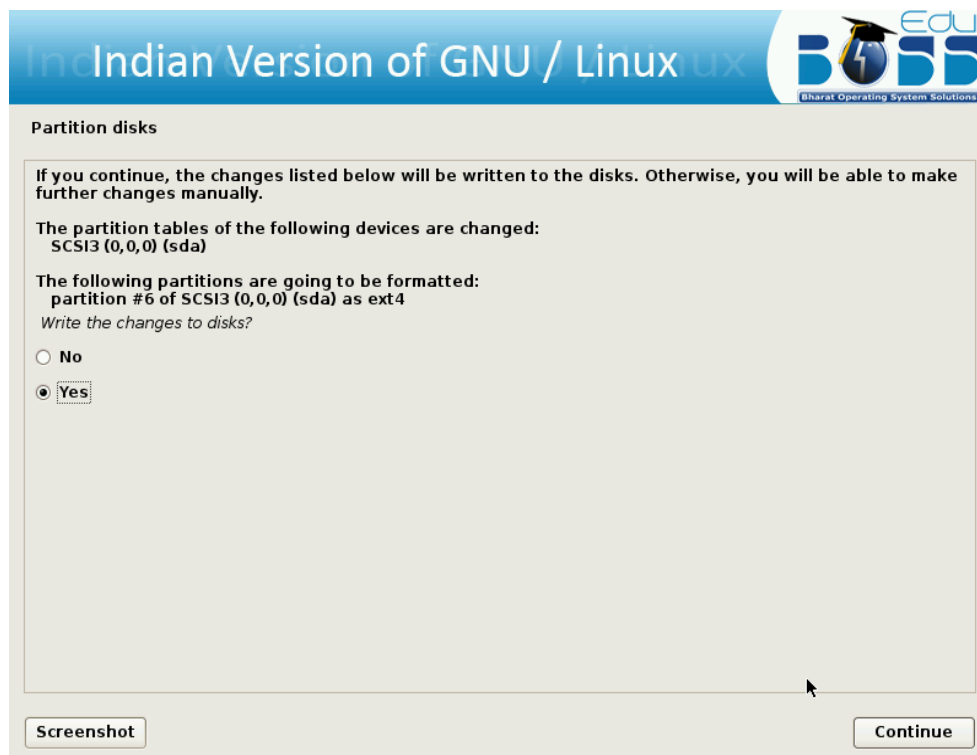 Indian Version of GNU / Linux
Edu
BOSS
Bharat Operating System Solutions
Partition disks
If you continue, the changes listed below will be written to the disks. Otherwise, you will be able to make
further changes manually.
The partition tables of the following devices are changed:
SCSI3 (0,0,0) (sda)
The following partitions are going to be formatted:
partition #6 of SCSI3 (0,0,0) (sda) as ext4
Write the changes to disks?
No
Yes
Screenshot
Continue